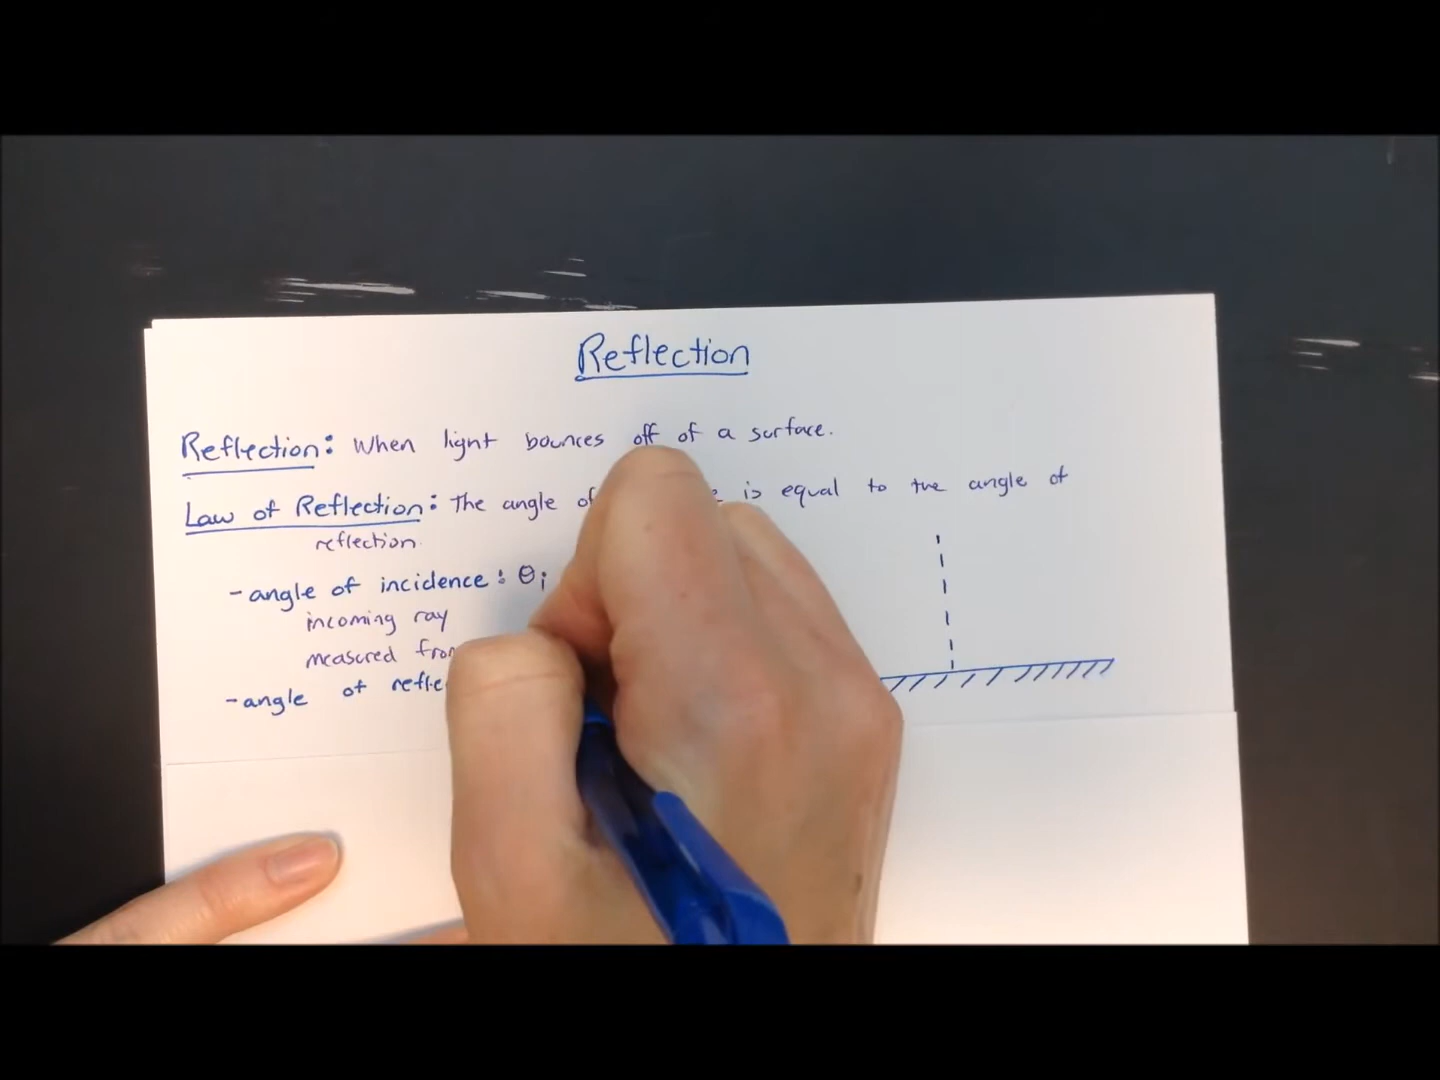 Reflection
Reflection: When light bounces off of a surface.
Law of Reflection: The angle of is equal to the angle of
reflection
- angle of incidence: θi
incoming ray
measured
- angle of